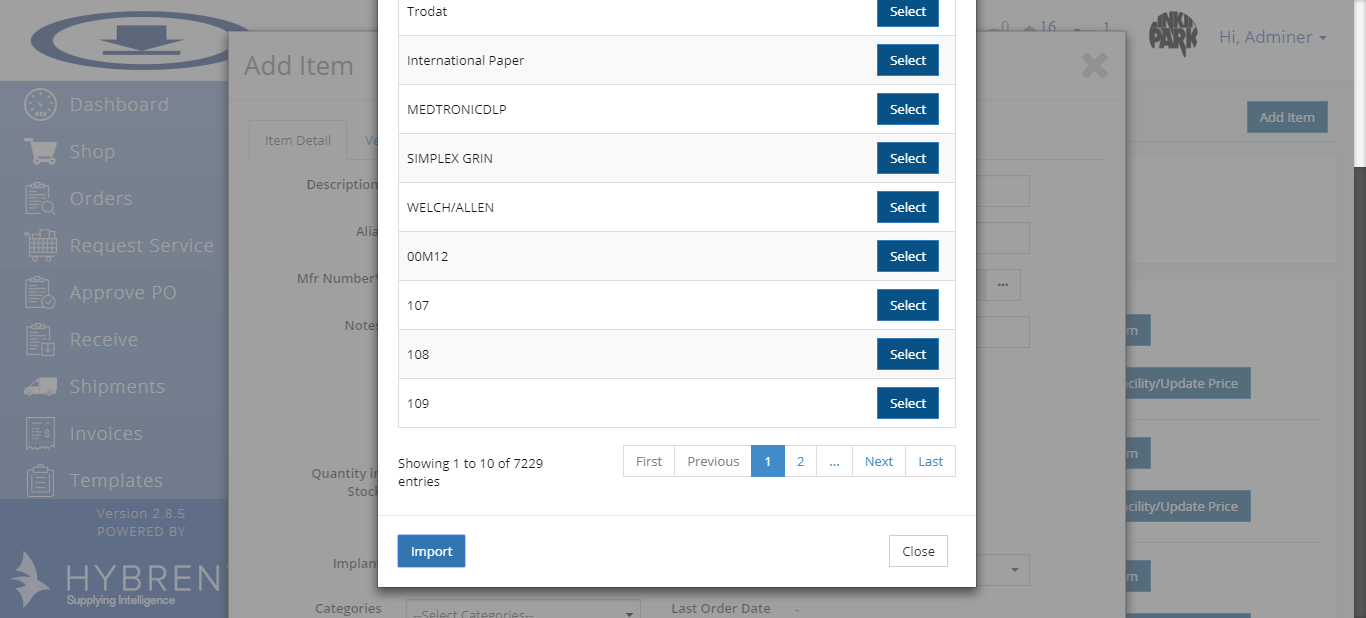 Trodat
Select
0
16
1
Hi, Adminer
Add Item
International Paper
Select
Dashboard
MEDTRONICDLP
Select
Add Item
Item Detail
Ve
Shop
SIMPLEX GRIN
Select
Description
Orders
WELCH/ALLEN
Select
Alia
Request Service
00M12
Select
Mfr Number*
...
Approve PO
107
Select
Notes
m
Receive
108
Select
Shipments
cility/Update Price
109
Select
Invoices
Showing 1 to 10 of 7229
entries
First
Previous
1
2
...
Next
Last
m
Quantity in
Stock
Templates
cility/Update Price
Version 2.8.5
POWERED BY
Import
Close
Implan
m
HYBREN
Supplying Intelligence
Categories
--Select Categories--
Last Order Date
-